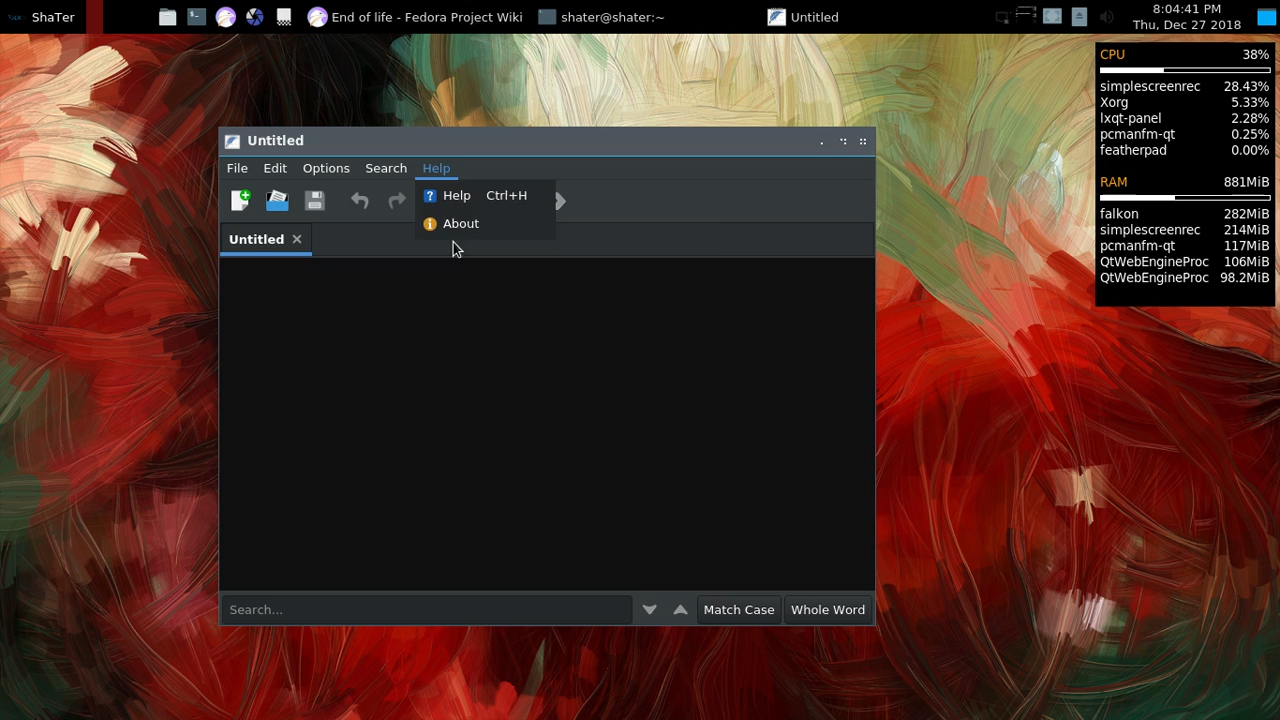 ShaTer
End of life - Fedora Project Wiki
shater@shater:~
Untitled
8:04:41 PM
Thu, Dec 27 2018
CPU 38%
simplescreenrec 28.43%
Xorg 5.33%
lxqt-panel 2.28%
pcmanfm-qt 0.25%
featherpad 0.00%
RAM 881MiB
falkon 282MiB
simplescreenrec 214MiB
pcmanfm-qt 117MiB
QtWebEngineProc 106MiB
QtWebEngineProc 98.2MiB
Untitled
File Edit Options Search Help
Help Ctrl+H
About
Untitled
Search...
Match Case
Whole Word